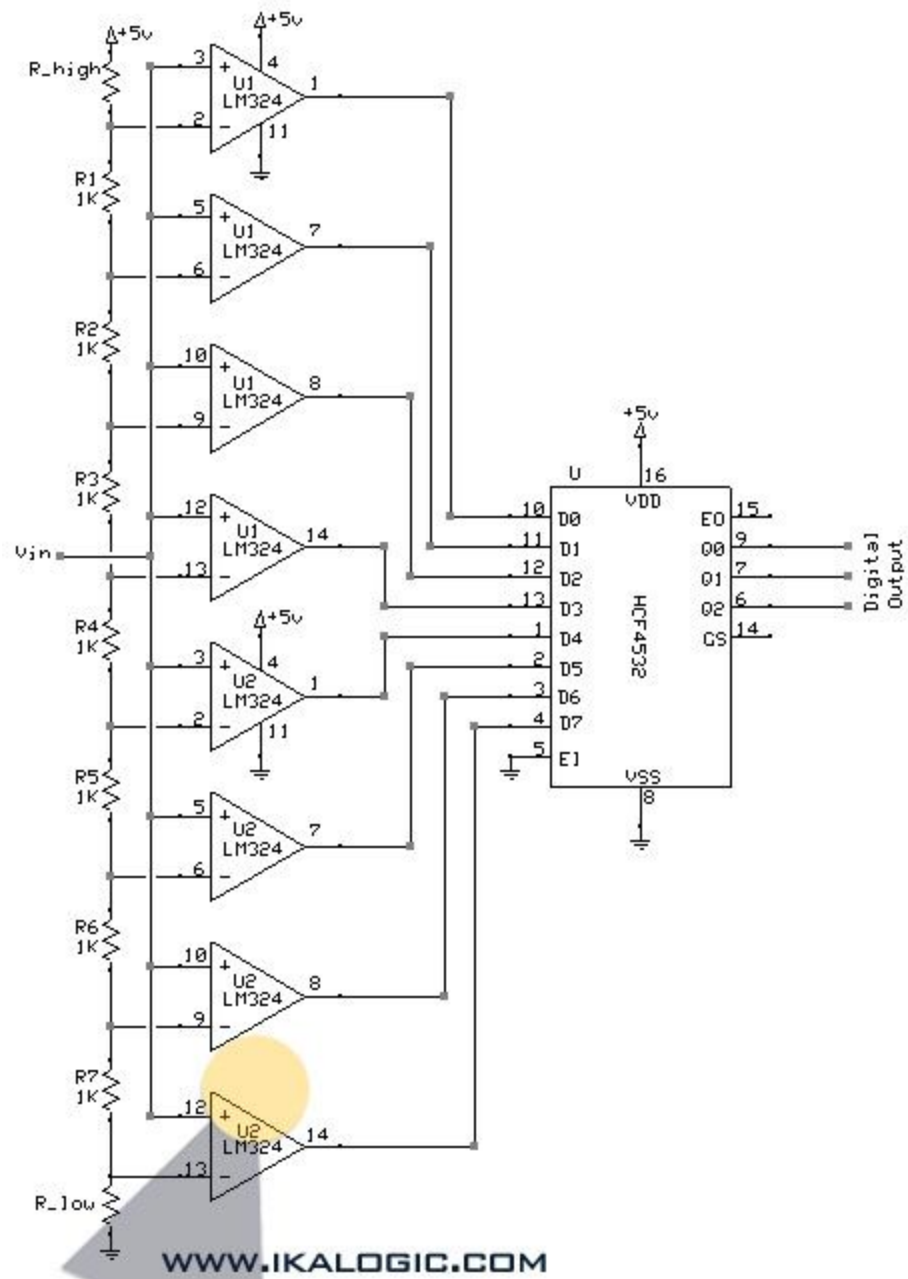 +5v
R_high
3
+
4
U1
LM324
1
2
-
11
+5v
R1
1K
5
+
U1
LM324
7
6
-
R2
1K
10
+
U1
LM324
8
9
-
R3
1K
12
+
U1
LM324
14
13
-
Vin
R4
1K
+5v
3
+
4
U2
LM324
1
2
-
11
R5
1K
5
+
U2
LM324
7
6
-
R6
1K
10
+
U2
LM324
8
9
-
R7
1K
12
+
U2
LM324
14
13
-
R_low
+5v
U
16
VDD
10 D0
11 D1
12 D2
13 D3
1 D4
2 D5
3 D6
4 D7
5 EI
HCF4532
EO 15
Q0 9
Q1 7
Q2 6
GS 14
VSS
8
Digital
Output
WWW.IKALOGIC.COM